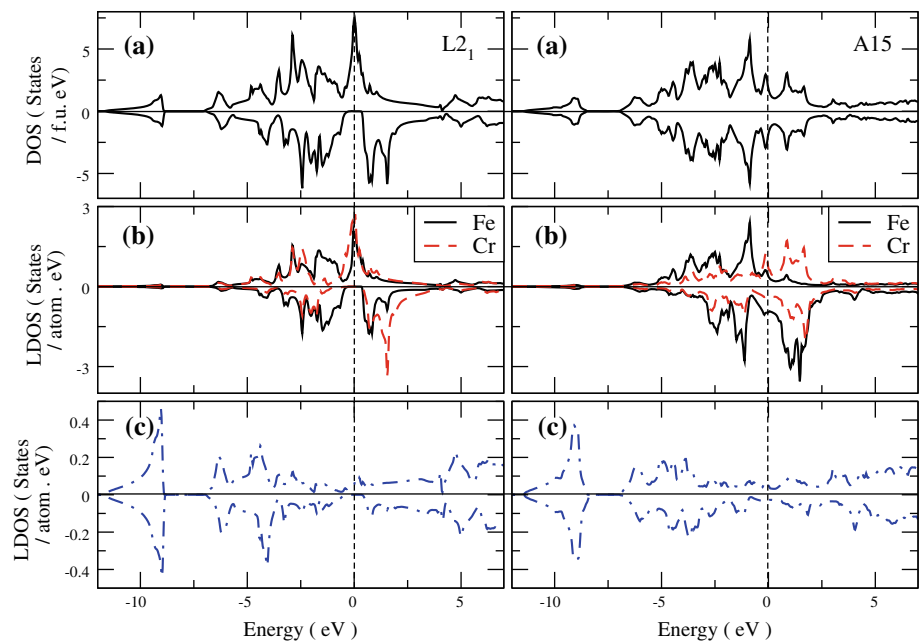 (a)
L2₁
(a)
A15
DOS ( States
/ f.u. eV)
5
0
-5
(b)
Fe
Cr
(b)
Fe
Cr
LDOS ( States
/ atom . eV)
3
0
-3
(c)
(c)
LDOS ( States
/ atom . eV)
0.4
0.2
0
-0.2
-0.4
-10
-5
0
5
-10
-5
0
5
Energy ( eV )
Energy ( eV )